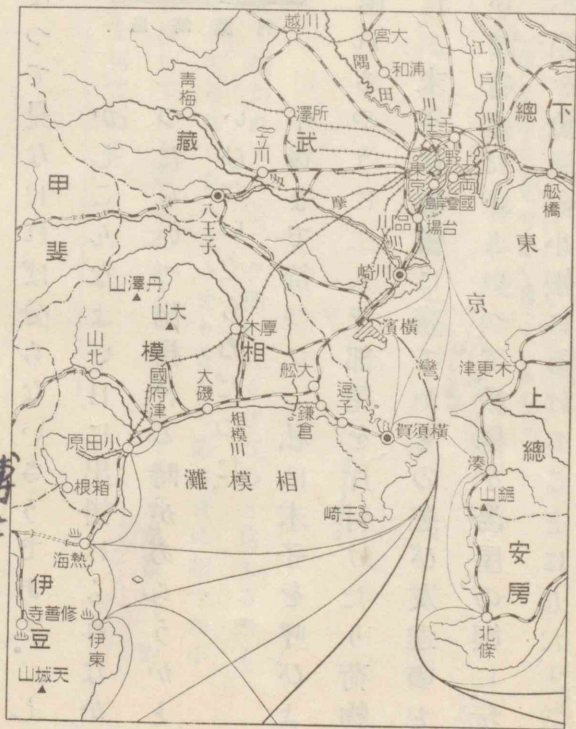 川越
大宮
浦和
隅田川
江戸川
下總
青梅
所澤
千住
上野
兩國
東京
靈岸島
船橋
武藏
立川
摩川
甲斐
八王子
品川
台場
東京灣
川崎
丹澤山
大山
厚木
相模
橫濱
木更津
山北
國府津
大磯
大船
逗子
鎌倉
橫須賀
上總
湊
鋸山
小田原
相模川
相模灘
箱根
三崎
安房
熱海
伊豆
修善寺
伊東
天城山
北條